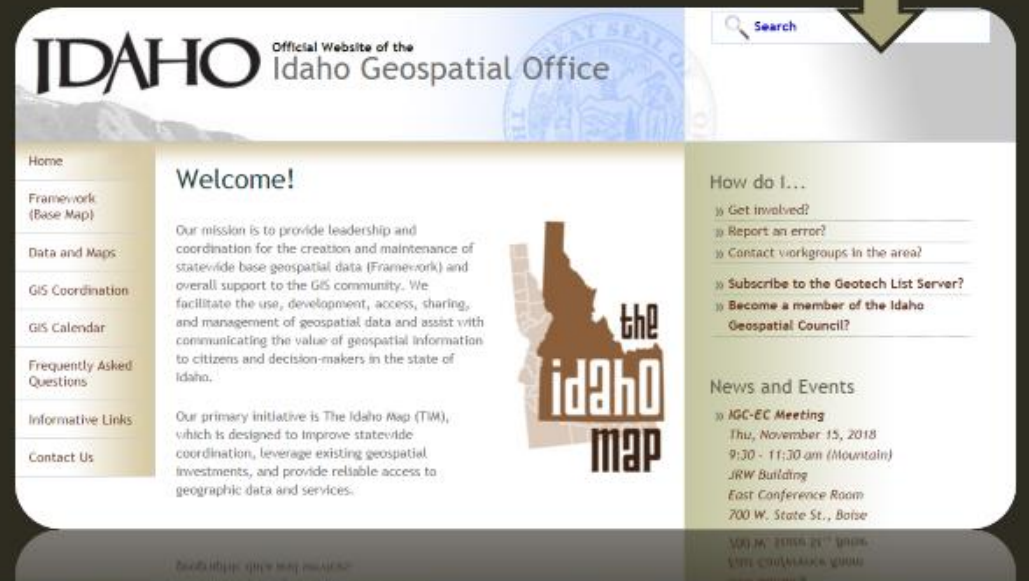 IDAHO
Official Website of the
Idaho Geospatial Office
Search
Home
Framework
(Base Map)
Data and Maps
GIS Coordination
GIS Calendar
Frequently Asked
Questions
Informative Links
Contact Us
Welcome!
Our mission is to provide leadership and
coordination for the creation and maintenance of
statewide base geospatial data (Framework) and
overall support to the GIS community. We
facilitate the use, development, access, sharing,
and management of geospatial data and assist with
communicating the value of geospatial information
to citizens and decision-makers in the state of
Idaho.
Our primary initiative is The Idaho Map (TIM),
which is designed to improve statewide
coordination, leverage existing geospatial
investments, and provide reliable access to
geographic data and services.
the
idaho
map
How do I...
» Get involved?
» Report an error?
» Contact workgroups in the area?
» Subscribe to the Geotech List Server?
» Become a member of the Idaho
Geospatial Council?
News and Events
» IGC-EC Meeting
Thu, November 15, 2018
9:30 - 11:30 am (Mountain)
JRW Building
East Conference Room
700 W. State St., Boise